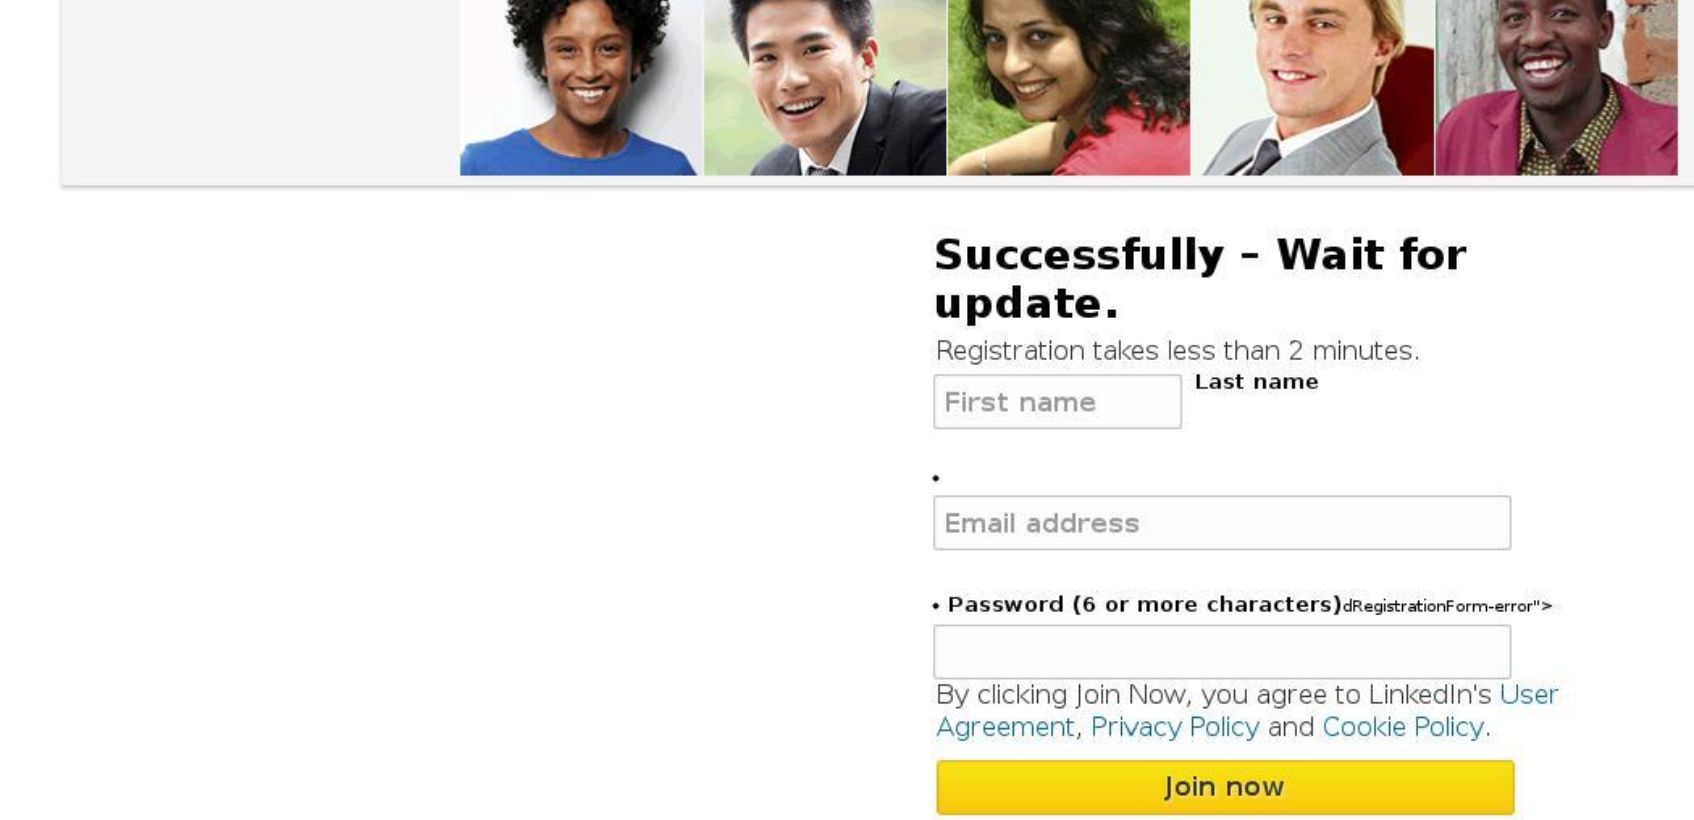 Successfully – Wait for
update.
Registration takes less than 2 minutes.
First name
Last name
•
Email address
• Password (6 or more characters)dRegistrationForm-error">
By clicking Join Now, you agree to LinkedIn's User
Agreement, Privacy Policy and Cookie Policy.
Join now